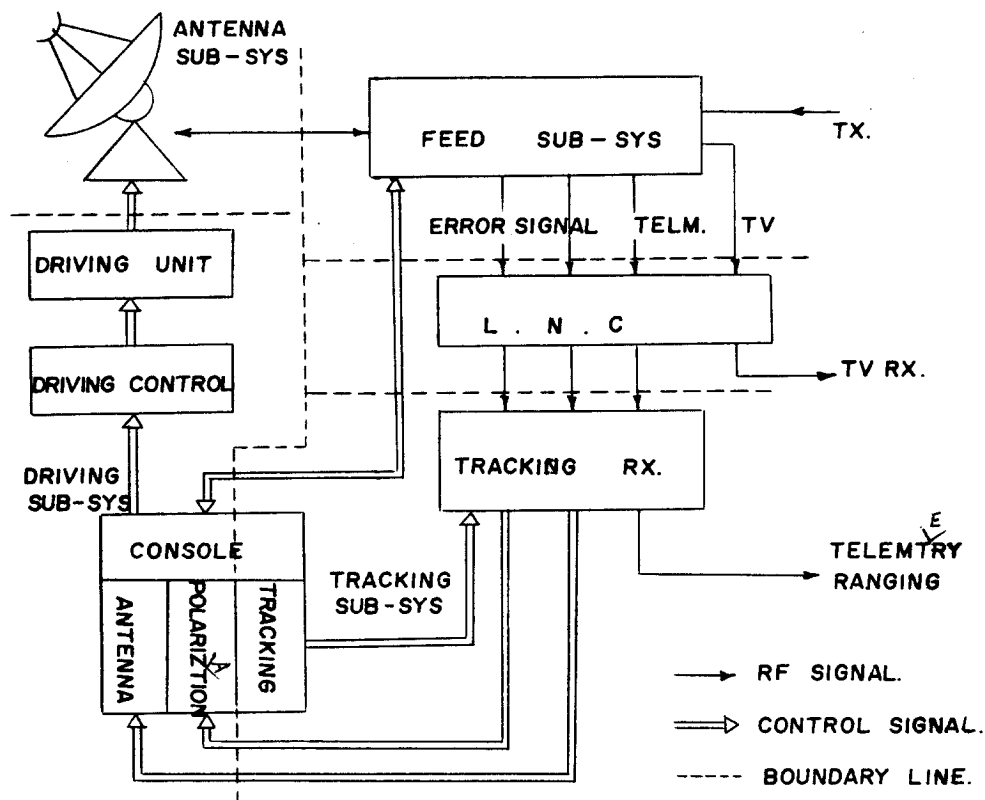 ANTENNA
SUB-SYS
FEED SUB-SYS
TX.
ERROR SIGNAL TELM. TV
DRIVING UNIT
L . N . C
TV RX.
DRIVING CONTROL
TRACKING RX.
DRIVING
SUB-SYS
CONSOLE
E
TELEMTRY
RANGING
TRACKING
SUB-SYS
ANTENNA
POLARIZTION
A
TRACKING
RF SIGNAL.
CONTROL SIGNAL.
BOUNDARY LINE.